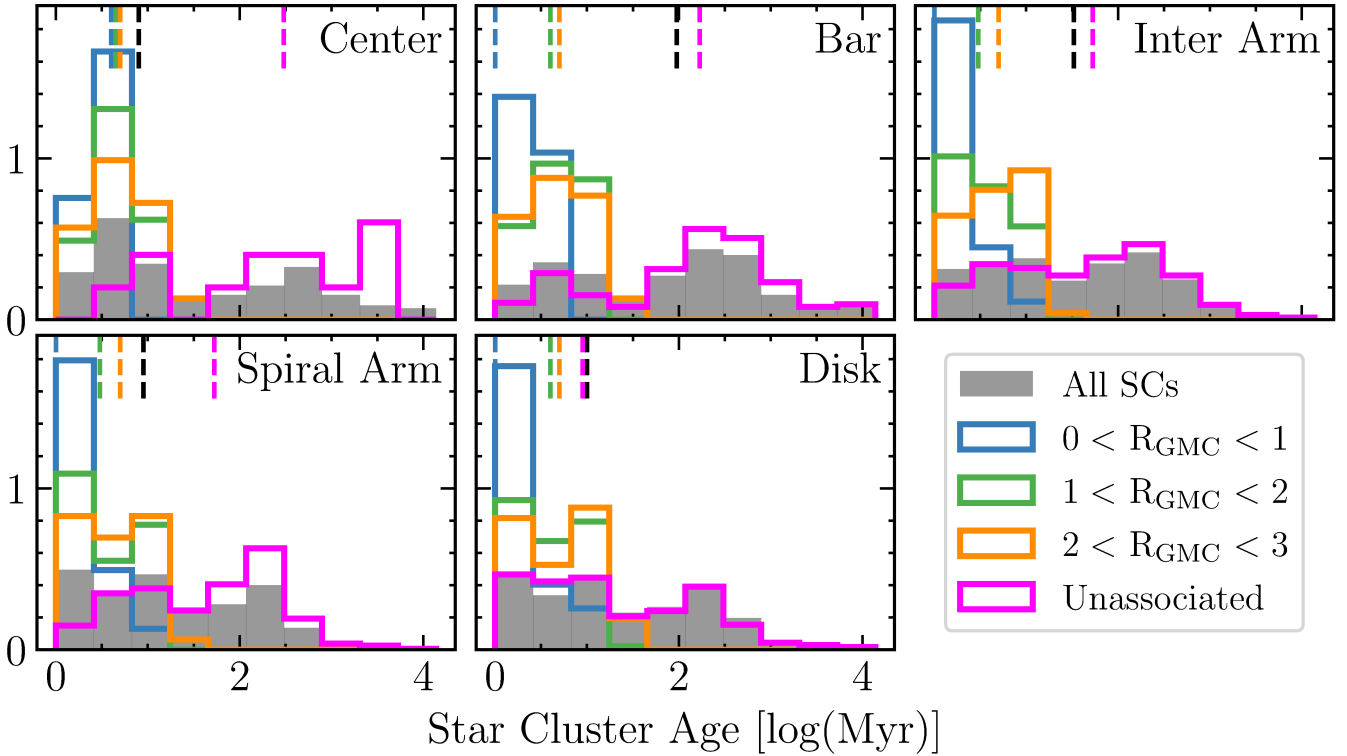 Center
Bar
Inter Arm
1
0
Spiral Arm
Disk
1
0
0 2 4
2 4
Star Cluster Age [log(Myr)]
All SCs
0 < R_GMC < 1
1 < R_GMC < 2
2 < R_GMC < 3
Unassociated